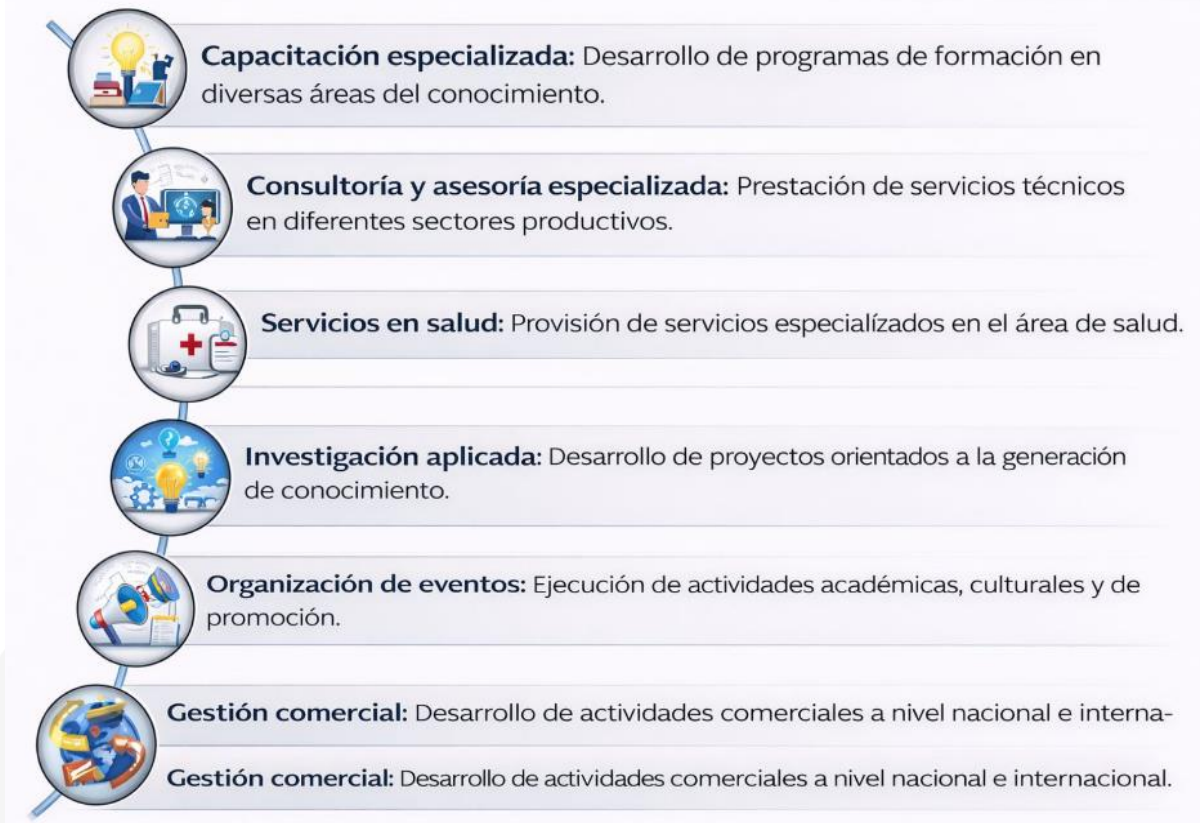 Capacitación especializada: Desarrollo de programas de formación en
diversas áreas del conocimiento.
Consultoría y asesoría especializada: Prestación de servicios técnicos
en diferentes sectores productivos.
Servicios en salud: Provisión de servicios especialízados en el área de salud.
Investigación aplicada: Desarrollo de proyectos orientados a la generación
de conocimiento.
Organización de eventos: Ejecución de actividades académicas, culturales y de
promoción.
Gestión comercial: Desarrollo de actividades comerciales a nivel nacional e interna-
Gestión comercial: Desarrollo de actividades comerciales a nivel nacional e internacional.